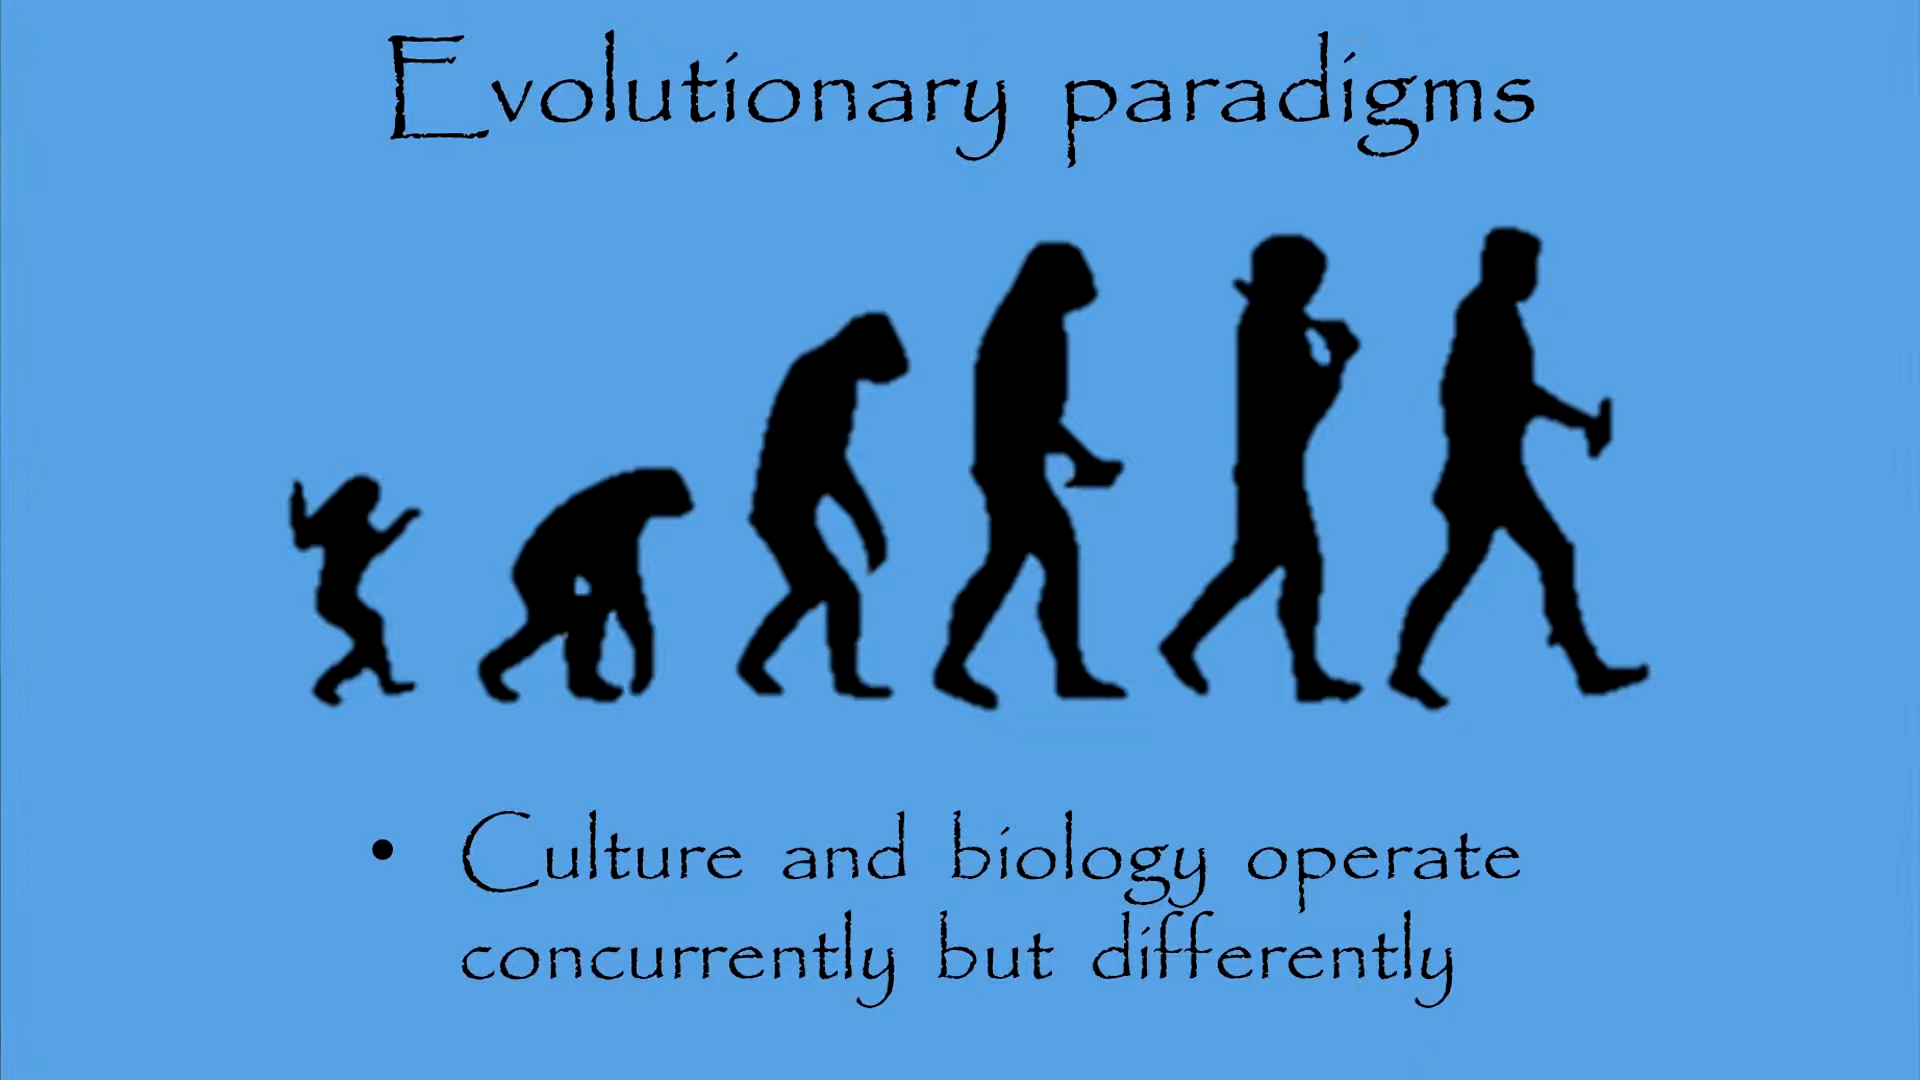 Evolutionary paradigms
• Culture and biology operate
concurrently but differently